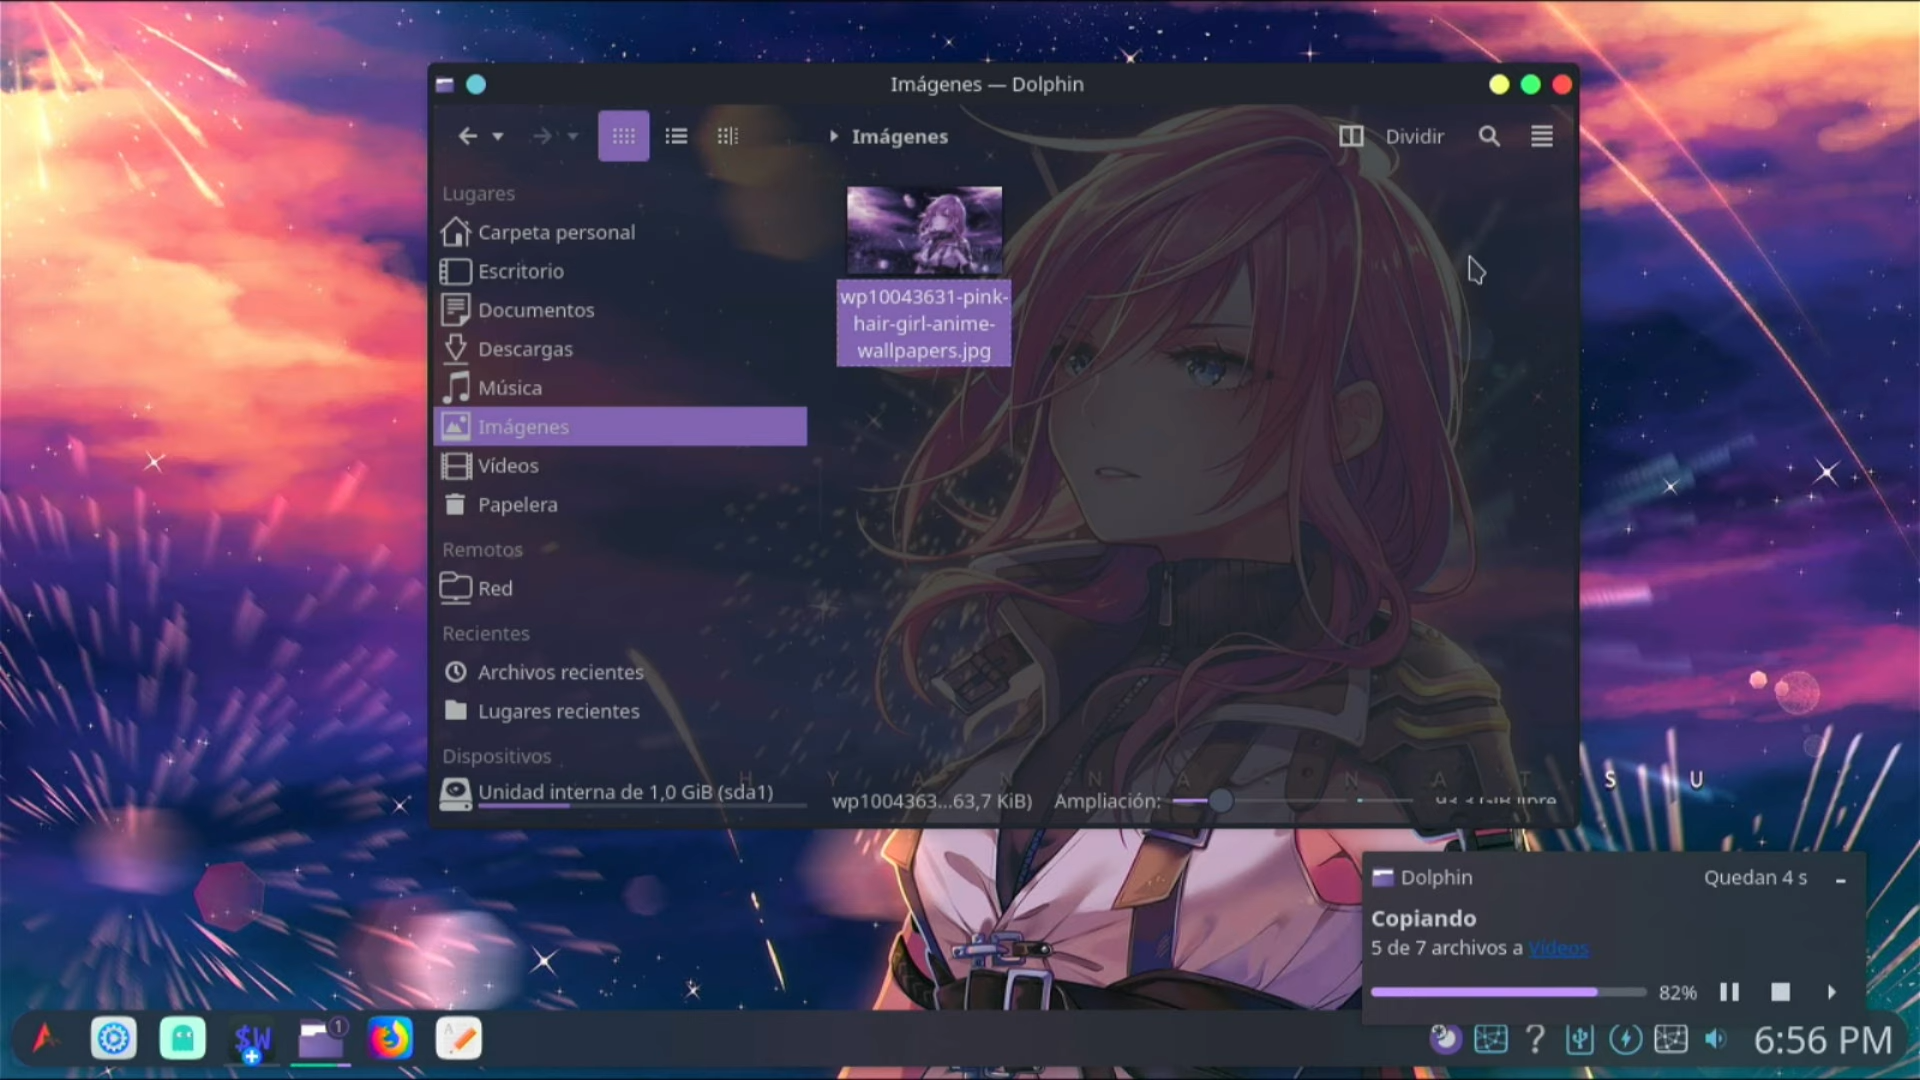 Imágenes — Dolphin
Imágenes
Dividir
Lugares
Carpeta personal
Escritorio
Documentos
Descargas
Música
Imágenes
Vídeos
Papelera
Remotos
Red
Recientes
Archivos recientes
Lugares recientes
Dispositivos
Unidad interna de 1,0 GiB (sda1)
wp10043631-pink-
hair-girl-anime-
wallpapers.jpg
H Y A N N A - N A T S U
wp1004363...63,7 KiB)
Ampliación:
Dolphin
Quedan 4 s
Copiando
5 de 7 archivos a Vídeos
82%
$W
1
6:56 PM